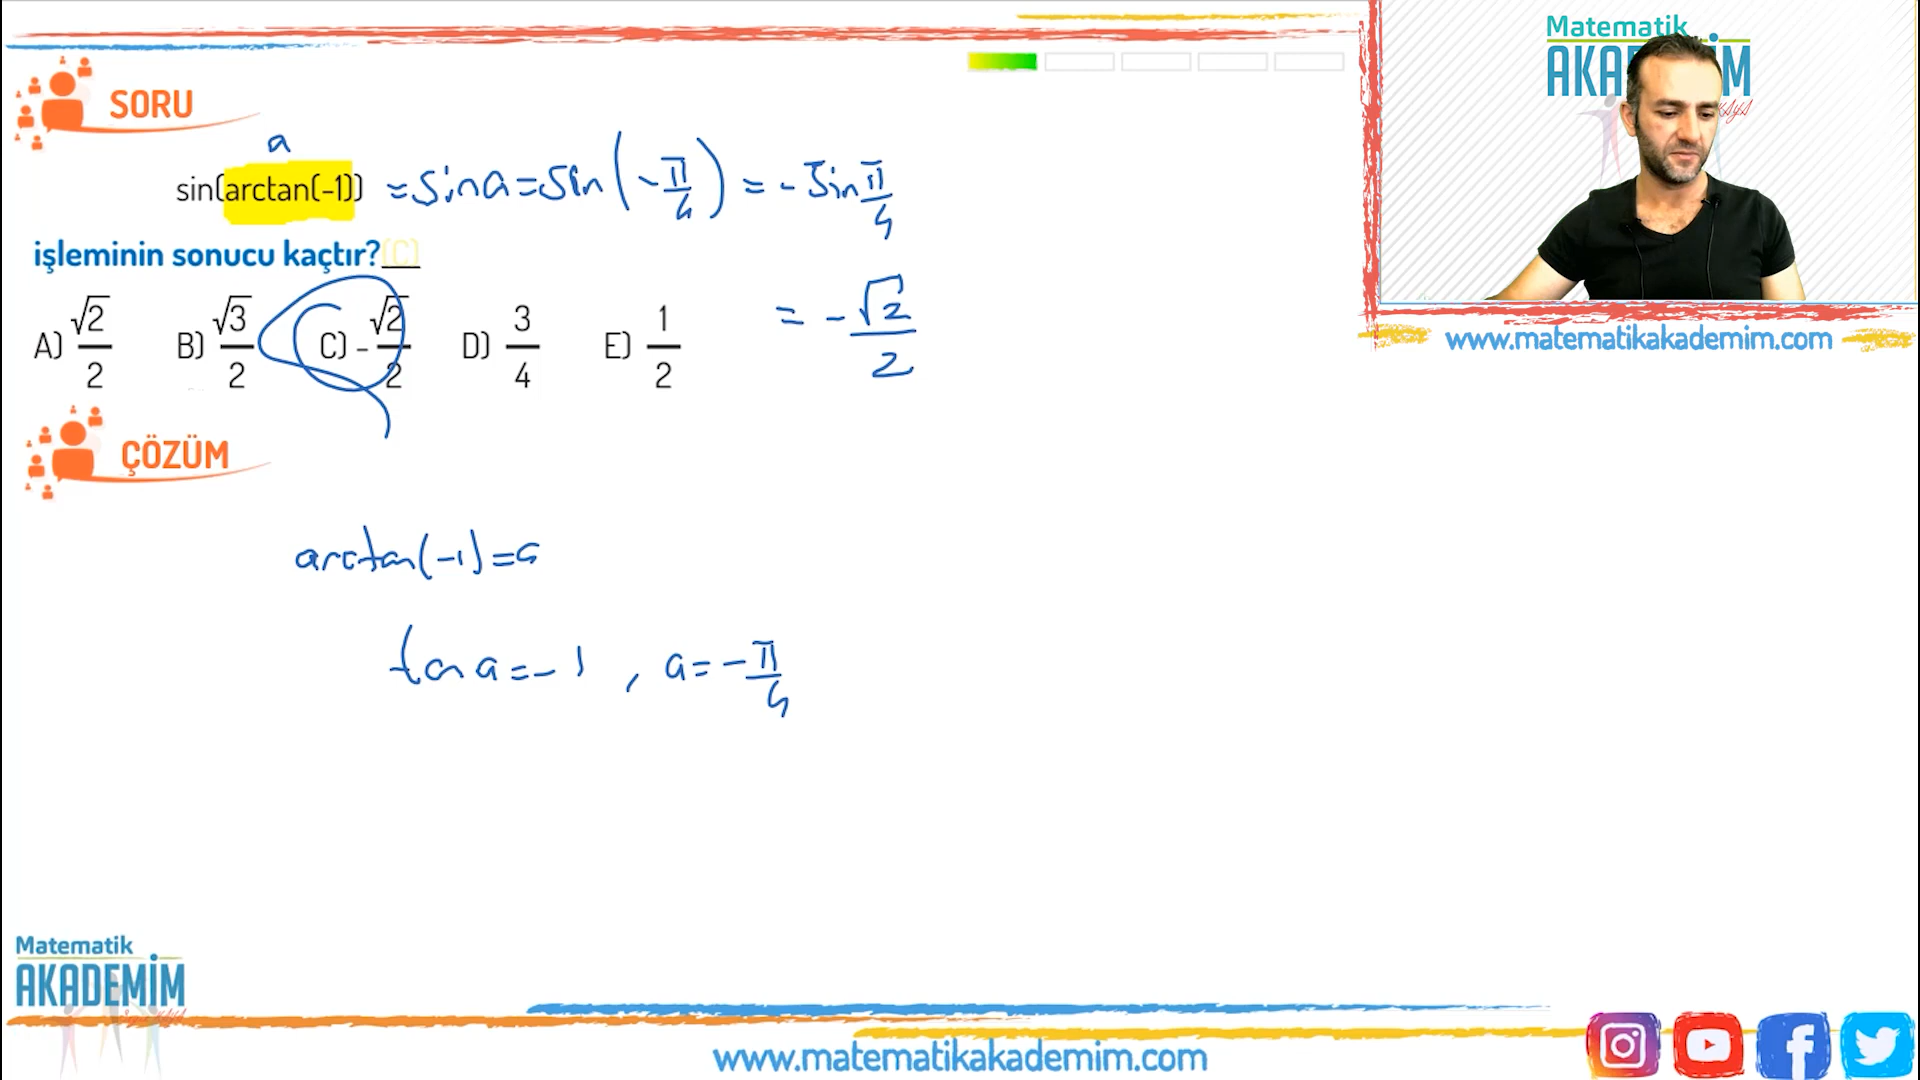 Matematik
AKADEMİM
SORU
a
sin(arctan(-1)) = sin a = sin(-π/4) = -sin π/4
işleminin sonucu kaçtır? (C)
A) √2/2 B) √3/2 C) -√2/2 D) 3/4 E) 1/2
= -√2/2
www.matematikakademim.com
ÇÖZÜM
arctan(-1)=a
tan a = -1 , a = -π/4
Matematik
AKADEMİM
www.matematikakademim.com